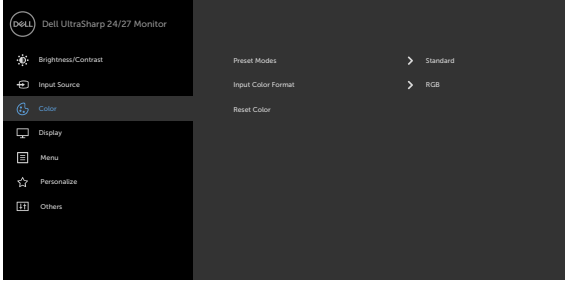 DELL Dell UltraSharp 24/27 Monitor
Brightness/Contrast
Preset Modes Standard
Input Source
Input Color Format RGB
Color
Reset Color
Display
Menu
Personalize
Others